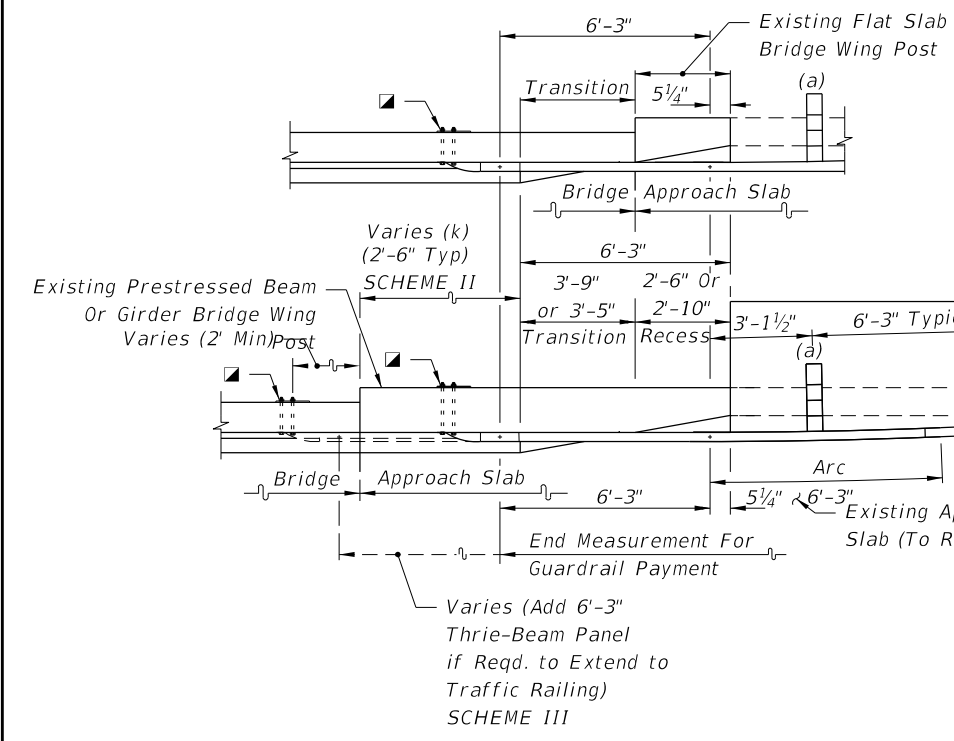 6'-3"
Existing Flat Slab
Bridge Wing Post
Transition
5¼"
(a)
Bridge
Approach Slab
Varies (k)
(2'-6" Typ)
SCHEME II
6'-3"
3'-9"
or 3'-5"
Transition
2'-6" Or
2'-10"
Recess
3'-1½"
6'-3"
(a)
Existing Prestressed Beam
Or Girder Bridge Wing
Post
Varies (2' Min)
Bridge
Approach Slab
Arc
6'-3"
6'-3"
5¼"
Existing
Slab (To
End Measurement For
Guardrail Payment
Varies (Add 6'-3"
Thrie-Beam Panel
if Reqd. to Extend to
Traffic Railing)
SCHEME III